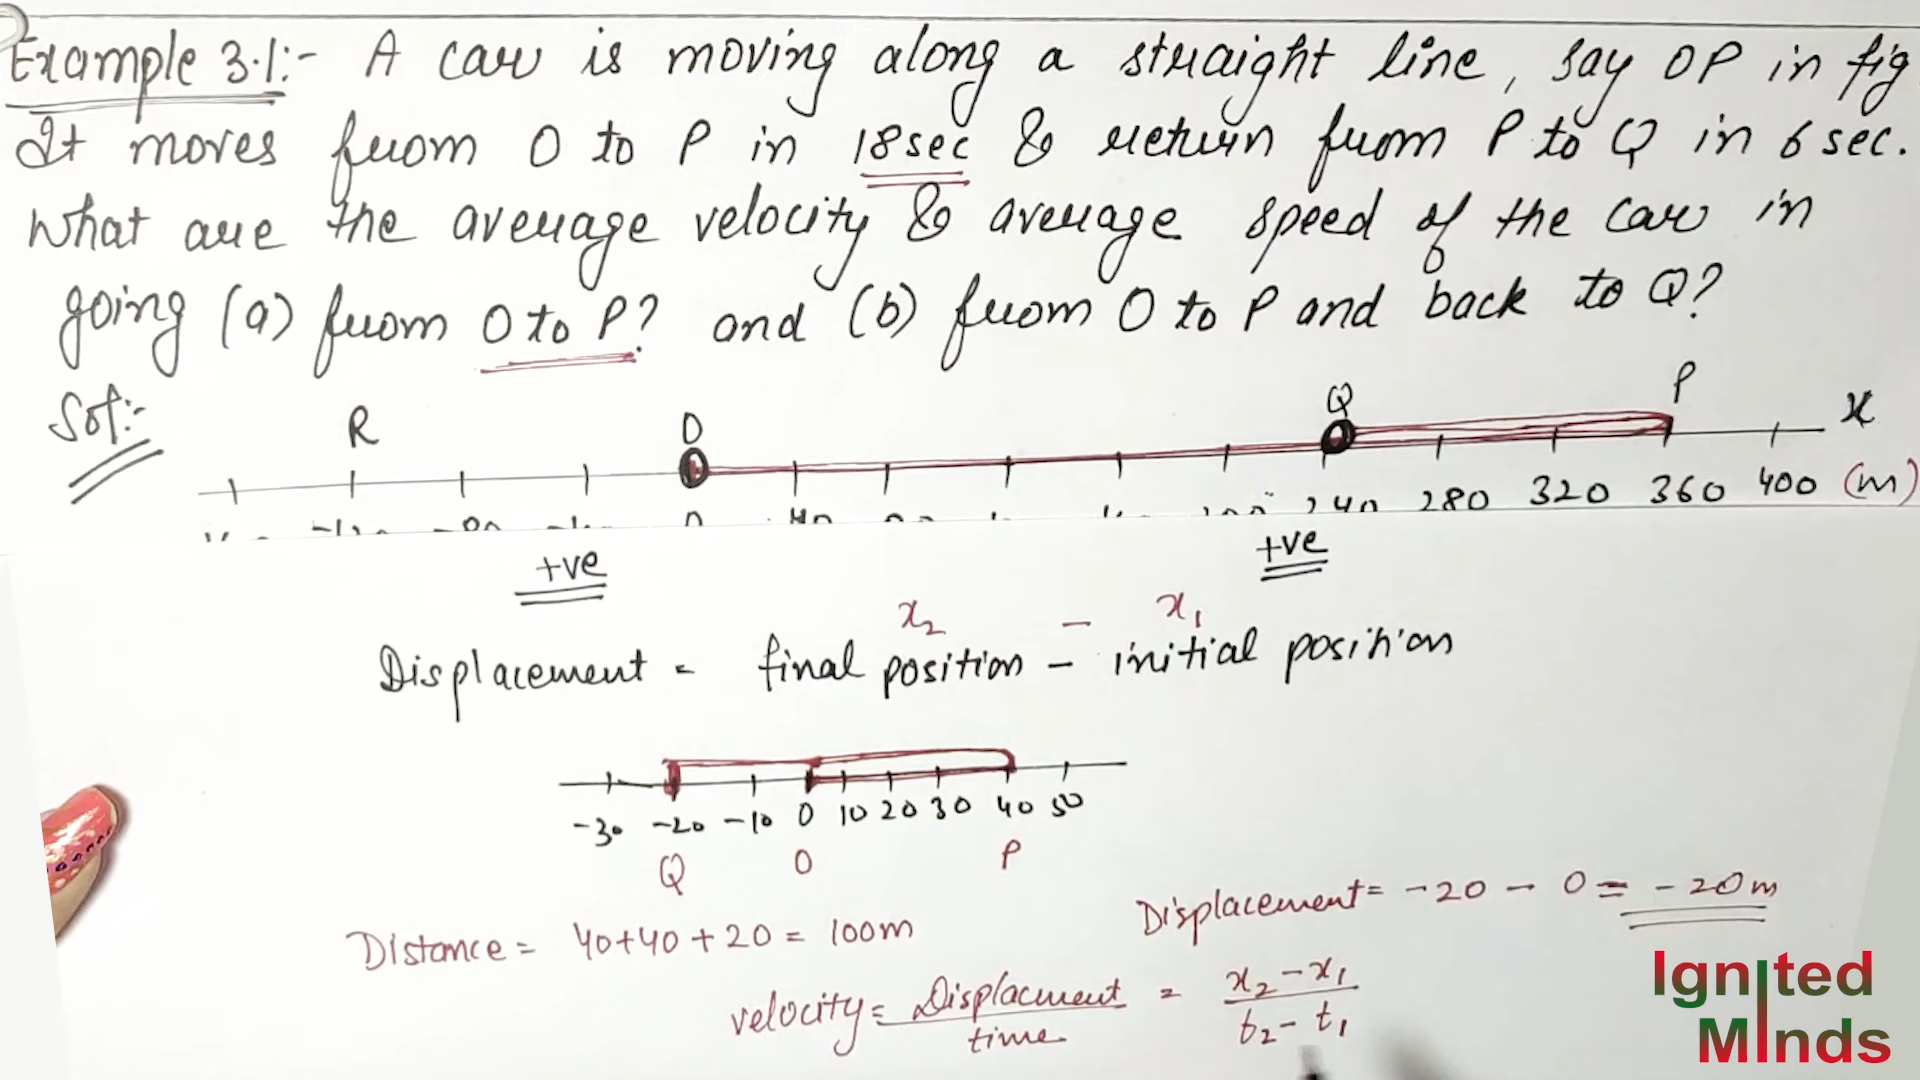 Example 3.1:- A car is moving along a straight line, say OP in fig
It moves from O to P in 18sec & return from P to Q in 6 sec.
What are the average velocity & average speed of the car in
going (a) from O to P? and (b) from O to P and back to Q?
Sol:-
R O Q P x
0 40 240 280 320 360 400 (m)
+ve +ve
x₂ - x₁
Displacement = final position - initial position
-30 -20 -10 0 10 20 30 40 50
Q O P
Displacement = -20 - 0 = -20m
Distance = 40+40+20 = 100m
velocity = Displacment / time = x₂-x₁ / t₂-t₁
Ignited
Minds